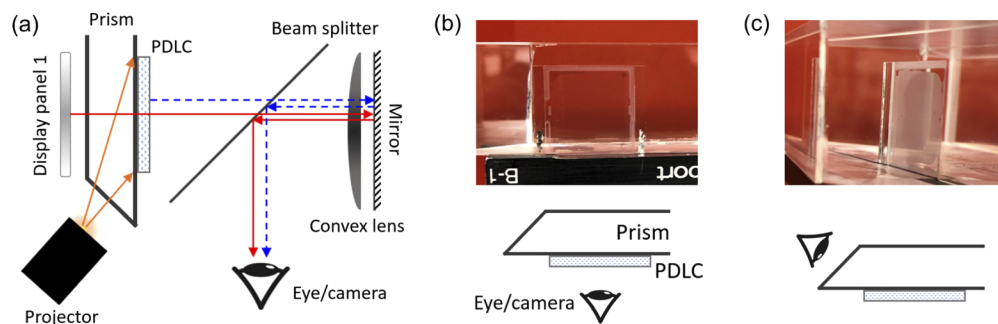 (a)
Prism
PDLC
Beam splitter
Display panel 1
Mirror
Convex lens
Eye/camera
Projector
(b)
B-1
port
Prism
PDLC
Eye/camera
(c)